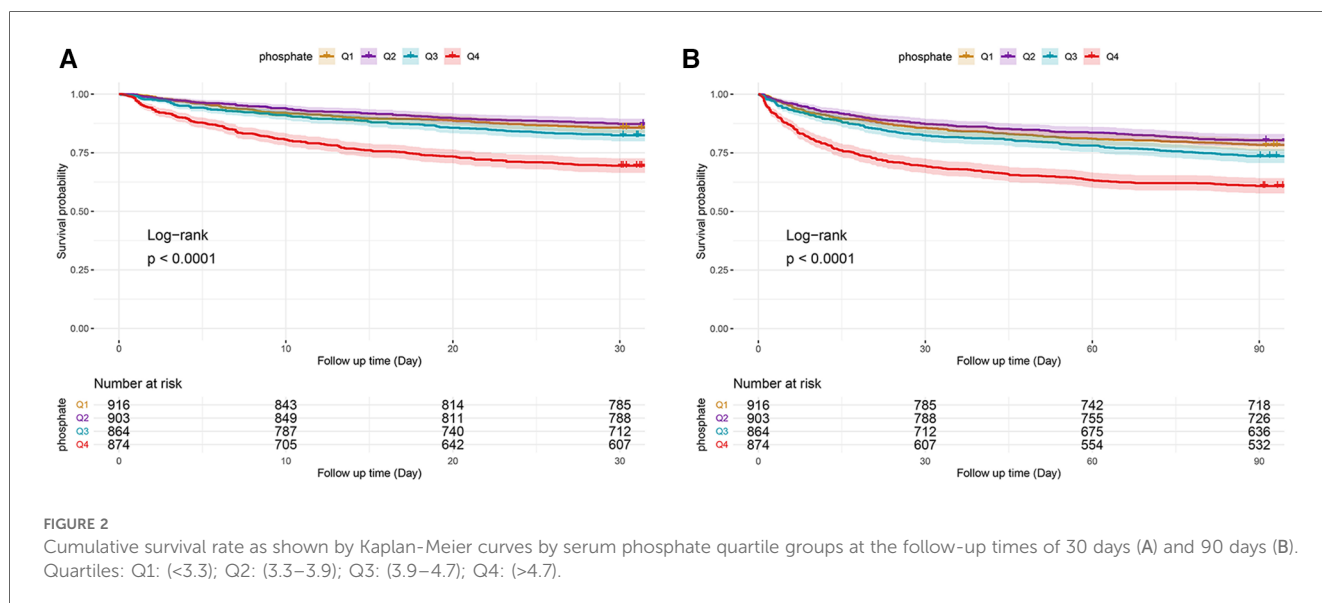 A
phosphate Q1 Q2 Q3 Q4
Survival probability
1.00
0.75
0.50
0.25
0.00
Log-rank
p < 0.0001
0 10 20 30
Follow up time (Day)
Number at risk
phosphate
Q1 916 843 814 785
Q2 903 849 811 788
Q3 864 787 740 712
Q4 874 705 642 607
0 10 20 30
Follow up time (Day)
B
phosphate Q1 Q2 Q3 Q4
Survival probability
1.00
0.75
0.50
0.25
0.00
Log-rank
p < 0.0001
0 30 60 90
Follow up time (Day)
Number at risk
phosphate
Q1 916 785 742 718
Q2 903 788 755 726
Q3 864 712 675 636
Q4 874 607 554 532
0 30 60 90
Follow up time (Day)
FIGURE 2
Cumulative survival rate as shown by Kaplan-Meier curves by serum phosphate quartile groups at the follow-up times of 30 days (A) and 90 days (B).
Quartiles: Q1: (<3.3); Q2: (3.3–3.9); Q3: (3.9–4.7); Q4: (>4.7).